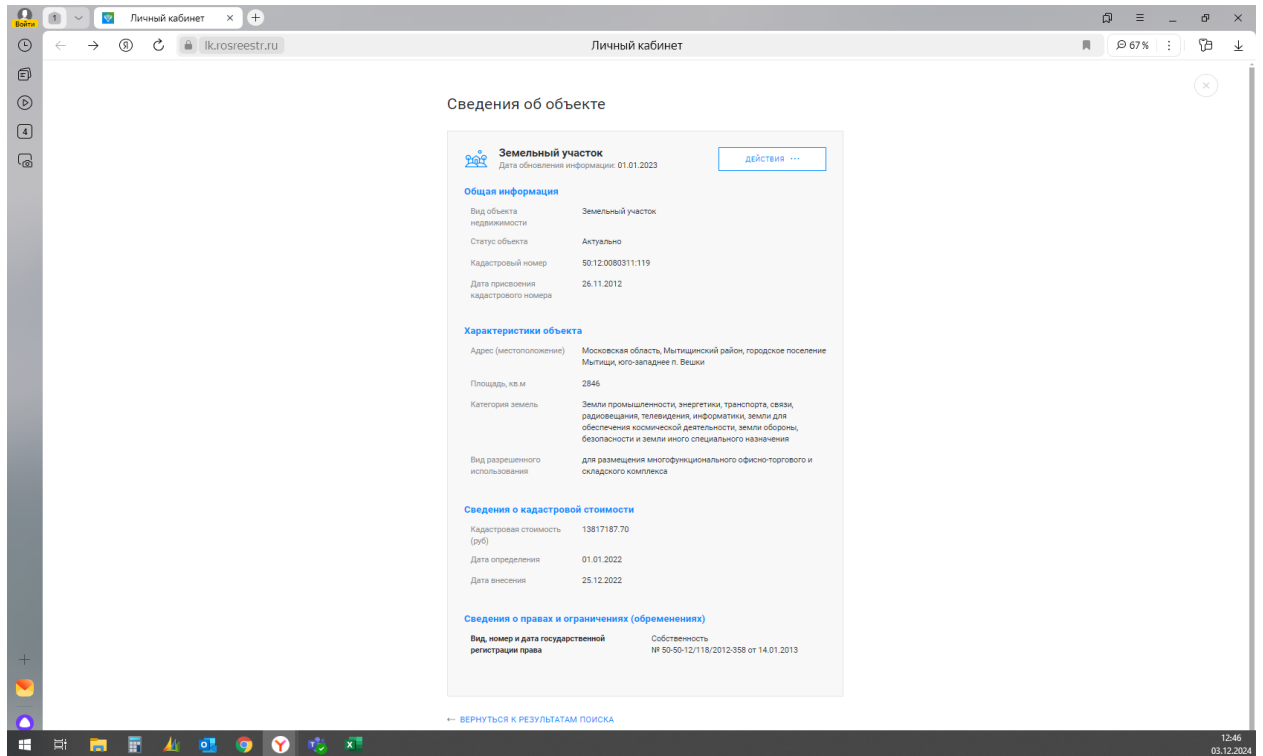 Войти
1
Личный кабинет
Я
lk.rosreestr.ru
Личный кабинет
67 %
4
Сведения об объекте
Земельный участок
Дата обновления информации: 01.01.2023
ДЕЙСТВИЯ ···
Общая информация
Вид объекта недвижимости
Земельный участок
Статус объекта
Актуально
Кадастровый номер
50:12:0080311:119
Дата присвоения
кадастрового номера
26.11.2012
Характеристики объекта
Адрес (местоположение)
Московская область, Мытищинский район, городское поселение
Мытищи, юго-западнее п. Вешки
Площадь, кв.м
2846
Категория земель
Земли промышленности, энергетики, транспорта, связи,
радиовещания, телевидения, информатики, земли для
обеспечения космической деятельности, земли обороны,
безопасности и земли иного специального назначения
Вид разрешенного
использования
для размещения многофункционального офисно-торгового и
складского комплекса
Сведения о кадастровой стоимости
Кадастровая стоимость
(руб)
13817187.70
Дата определения
01.01.2022
Дата внесения
25.12.2022
Сведения о правах и ограничениях (обременениях)
Вид, номер и дата государственной
регистрации права
Собственность
№ 50-50-12/118/2012-358 от 14.01.2013
← ВЕРНУТЬСЯ К РЕЗУЛЬТАТАМ ПОИСКА
12:46
03.12.2024